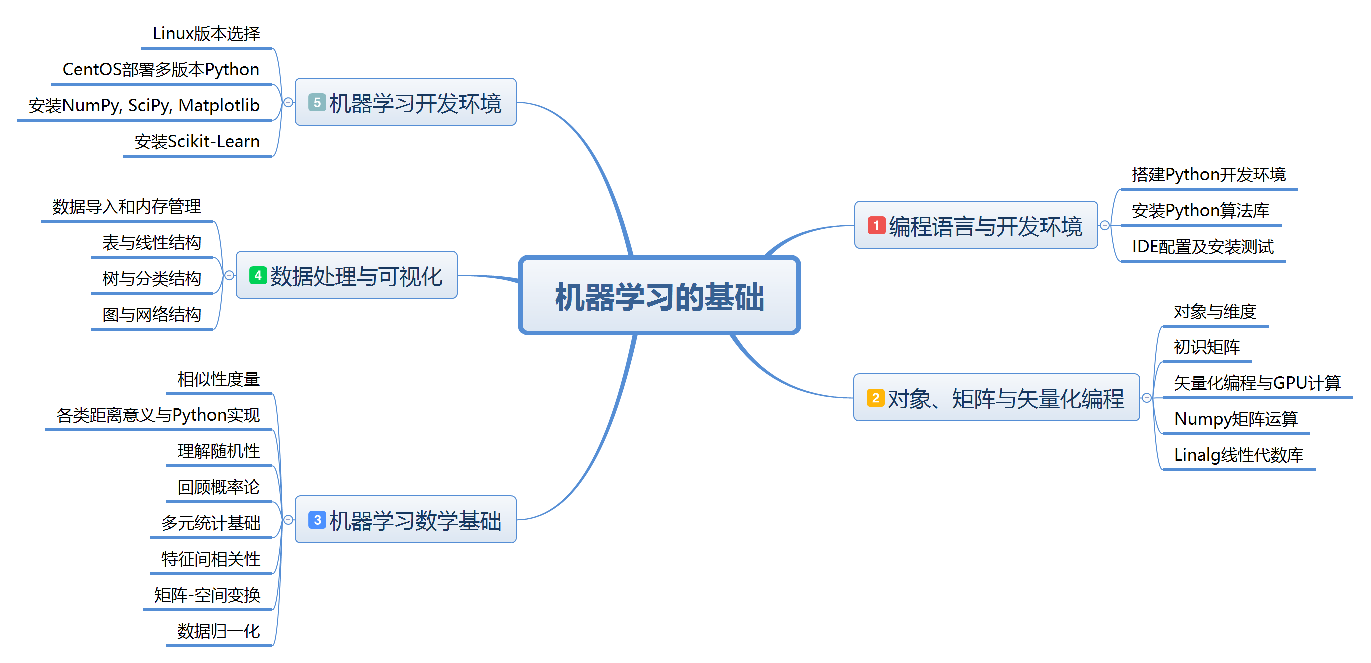 机器学习的基础
1 编程语言与开发环境
搭建Python开发环境
安装Python算法库
IDE配置及安装测试
2 对象、矩阵与矢量化编程
对象与维度
初识矩阵
矢量化编程与GPU计算
Numpy矩阵运算
Linalg线性代数库
3 机器学习数学基础
相似性度量
各类距离意义与Python实现
理解随机性
回顾概率论
多元统计基础
特征间相关性
矩阵-空间变换
数据归一化
4 数据处理与可视化
数据导入和内存管理
表与线性结构
树与分类结构
图与网络结构
5 机器学习开发环境
Linux版本选择
CentOS部署多版本Python
安装NumPy, SciPy, Matplotlib
安装Scikit-Learn